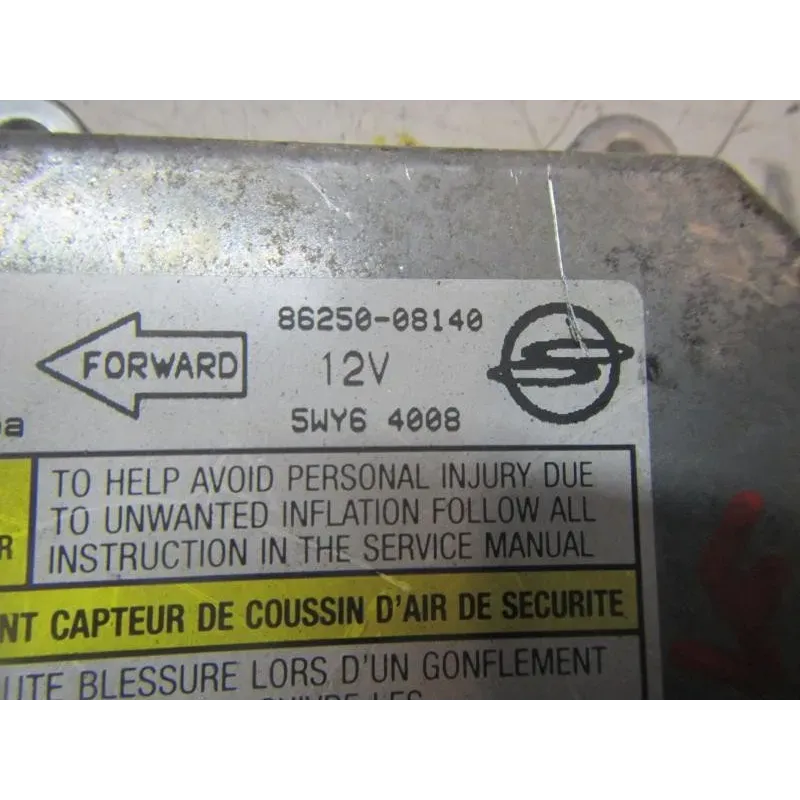 86250-08140
FORWARD
12V
5WY6 4008
TO HELP AVOID PERSONAL INJURY DUE
TO UNWANTED INFLATION FOLLOW ALL
INSTRUCTION IN THE SERVICE MANUAL
CAPTEUR DE COUSSIN D'AIR DE SECURITE
BLESSURE LORS D'UN GONFLEMENT